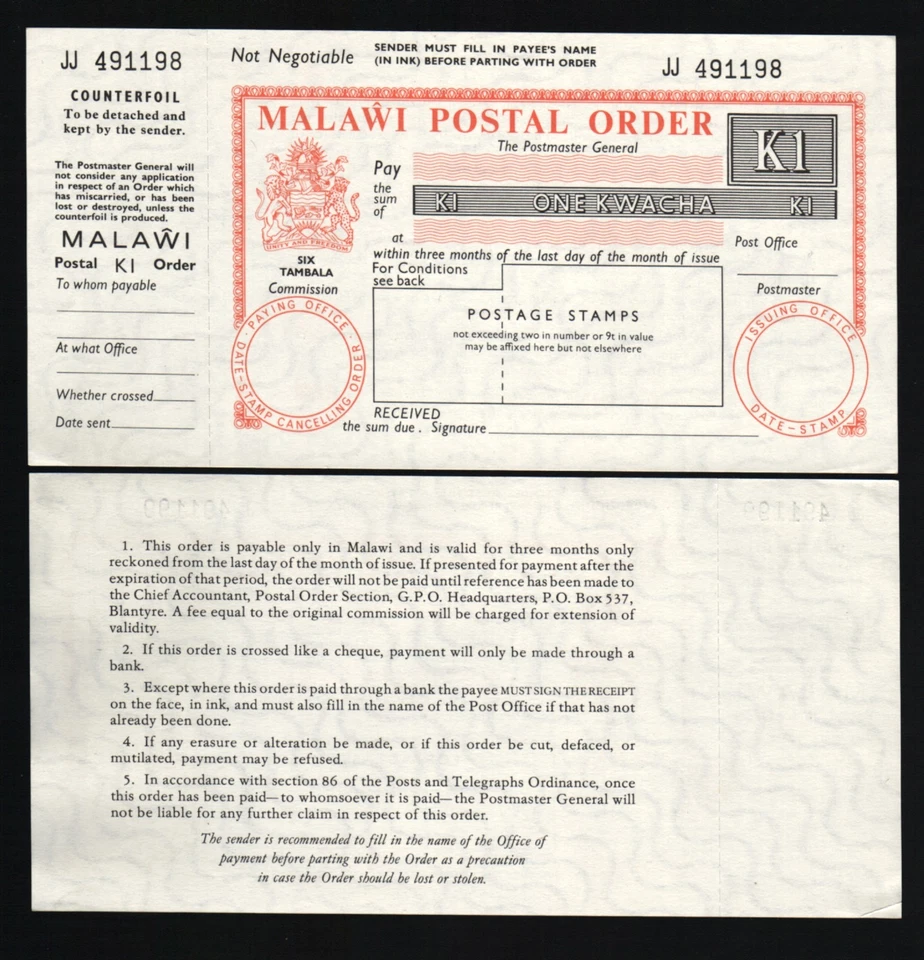 JJ 491198
COUNTERFOIL
To be detached and
kept by the sender.
The Postmaster General will
not consider any application
in respect of an Order which
has miscarried, or has been
lost or destroyed, unless the
counterfoil is produced.
MALAŴI
Postal K1 Order
To whom payable
At what Office
Whether crossed
Date sent
Not Negotiable
SENDER MUST FILL IN PAYEE'S NAME
(IN INK) BEFORE PARTING WITH ORDER
JJ 491198
MALAŴI POSTAL ORDER
K1
The Postmaster General
Pay
the
sum
of
K1 ONE KWACHA K1
UNITY AND FREEDOM
at
Post Office
within three months of the last day of the month of issue
SIX
TAMBALA
Commission
For Conditions
see back
Postmaster
POSTAGE STAMPS
not exceeding two in number or 9t in value
may be affixed here but not elsewhere
· PAYING OFFICE ·
DATE-STAMP CANCELLING ORDER
ISSUING OFFICE
DATE-STAMP
RECEIVED
the sum due. Signature
491199
491199
1. This order is payable only in Malawi and is valid for three months only
reckoned from the last day of the month of issue. If presented for payment after the
expiration of that period, the order will not be paid until reference has been made to
the Chief Accountant, Postal Order Section, G.P.O. Headquarters, P.O. Box 537,
Blantyre. A fee equal to the original commission will be charged for extension of
validity.
2. If this order is crossed like a cheque, payment will only be made through a
bank.
3. Except where this order is paid through a bank the payee MUST SIGN THE RECEIPT
on the face, in ink, and must also fill in the name of the Post Office if that has not
already been done.
4. If any erasure or alteration be made, or if this order be cut, defaced, or
mutilated, payment may be refused.
5. In accordance with section 86 of the Posts and Telegraphs Ordinance, once
this order has been paid—to whomsoever it is paid—the Postmaster General will
not be liable for any further claim in respect of this order.
The sender is recommended to fill in the name of the Office of
payment before parting with the Order as a precaution
in case the Order should be lost or stolen.